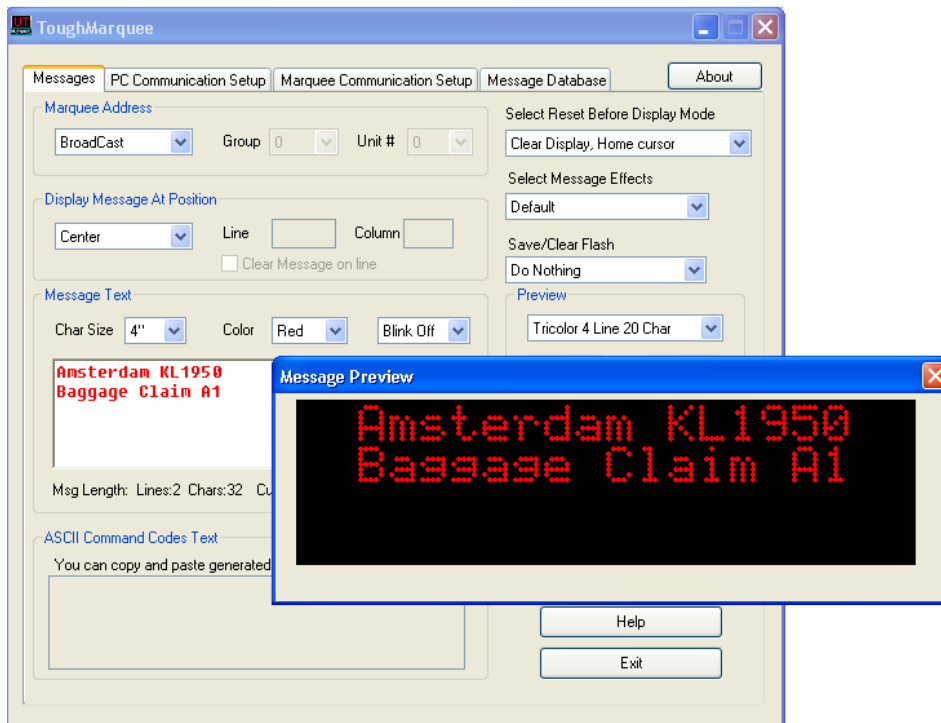 UT ToughMarquee
Messages PC Communication Setup Marquee Communication Setup Message Database About
Marquee Address
BroadCast Group 0 Unit # 0
Select Reset Before Display Mode
Clear Display, Home cursor
Select Message Effects
Default
Display Message At Position
Center Line Column
Clear Message on line
Save/Clear Flash
Do Nothing
Message Text
Char Size 4" Color Red Blink Off
Preview
Tricolor 4 Line 20 Char
Amsterdam KL1950
Baggage Claim A1
Msg Length: Lines:2 Chars:32
Message Preview
Amsterdam KL1950
Baggage Claim A1
ASCII Command Codes Text
You can copy and paste generated
Help
Exit